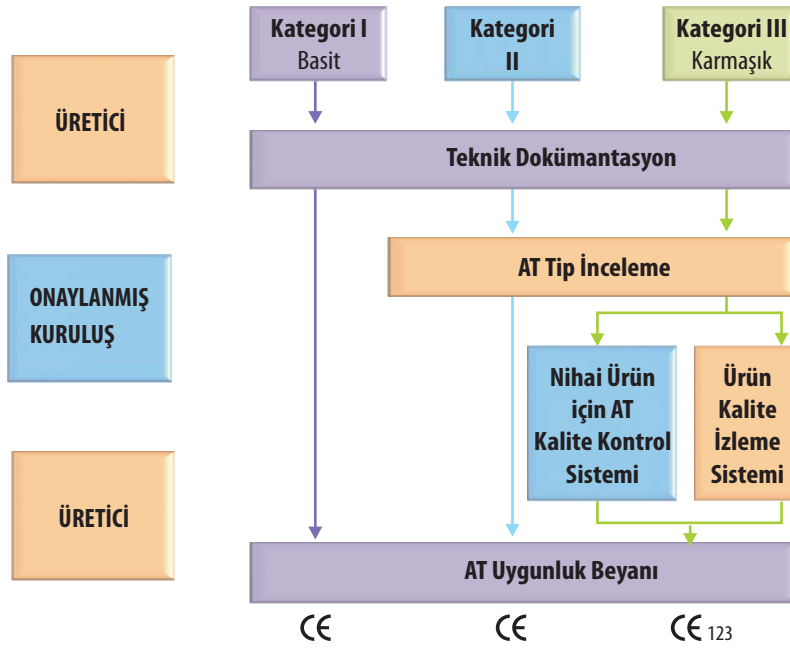 Kategori I
Basit
Kategori
II
Kategori III
Karmaşık
ÜRETİCİ
Teknik Dokümantasyon
AT Tip İnceleme
ONAYLANMIŞ
KURULUŞ
Nihai Ürün
için AT
Kalite Kontrol
Sistemi
Ürün
Kalite
İzleme
Sistemi
ÜRETİCİ
AT Uygunluk Beyanı
CE
CE
CE 123